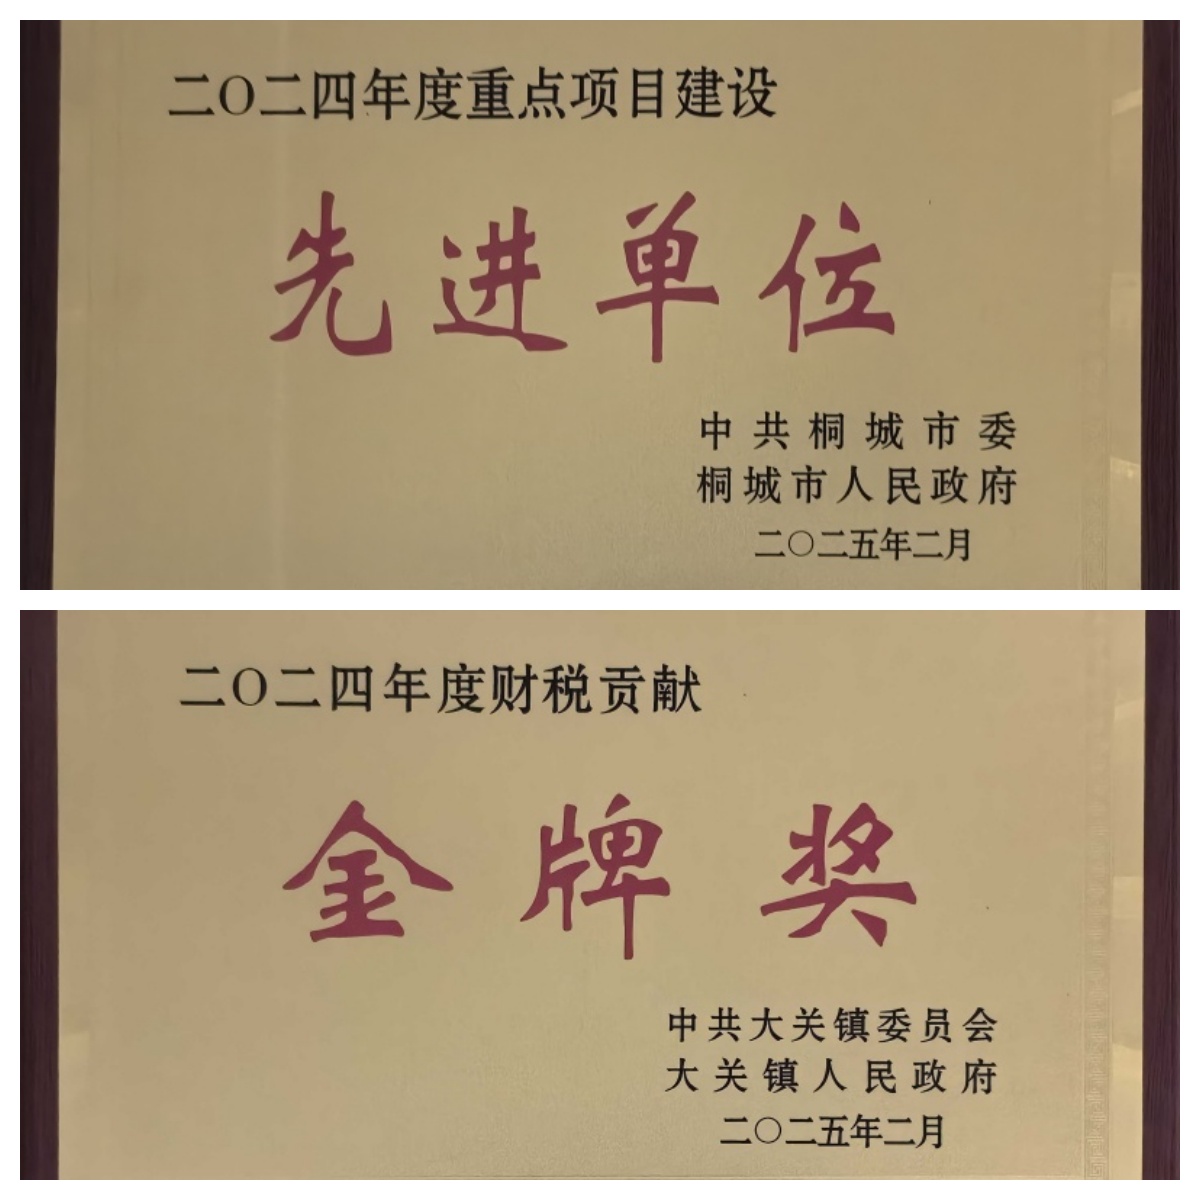 二〇二四年度重点项目建设
先进单位
中共桐城市委
桐城市人民政府
二〇二五年二月
二〇二四年度财税贡献
金牌奖
中共大关镇委员会
大关镇人民政府
二〇二五年二月